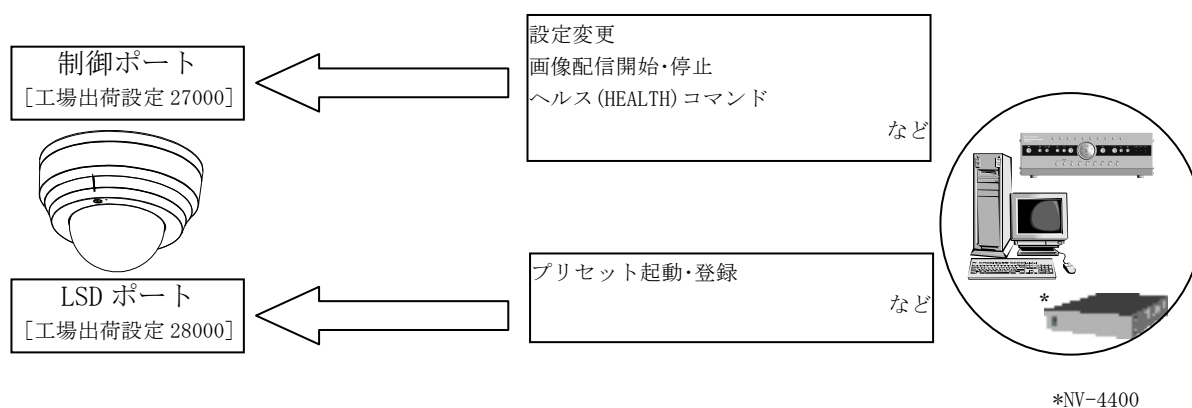 制御ポート
[工場出荷設定 27000]
設定変更
画像配信開始・停止
ヘルス(HEALTH)コマンド
など
LSD ポート
[工場出荷設定 28000]
プリセット起動・登録
など
*
*NV-4400